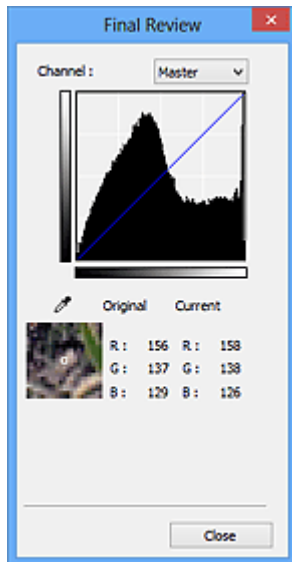 Final Review
Channel : Master
Original Current
R : 156 R : 158
G : 137 G : 138
B : 129 B : 126
Close